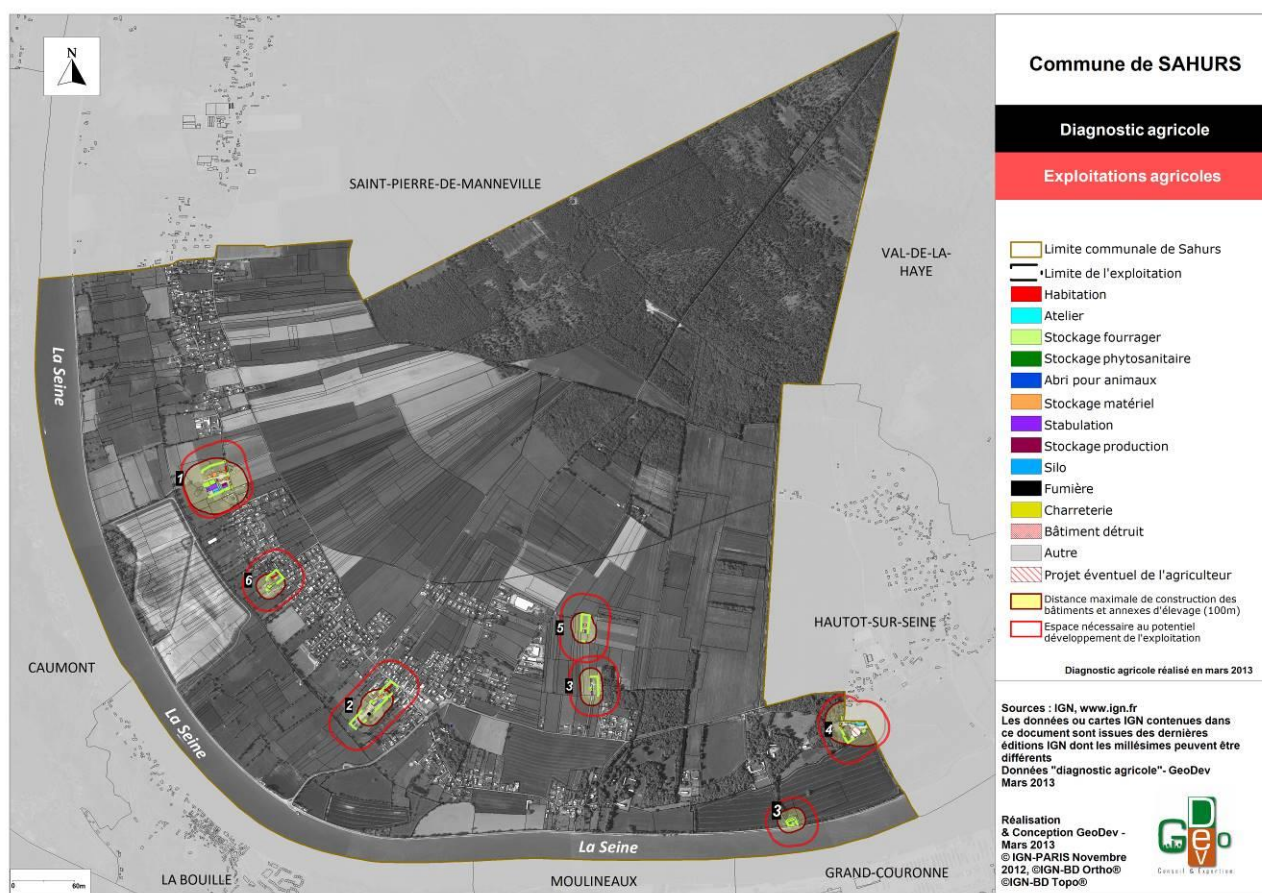 N
SAINT-PIERRE-DE-MANNEVILLE
VAL-DE-LA-
HAYE
La Seine
1
6
5
3
2
HAUTOT-SUR-SEINE
CAUMONT
4
La Seine
3
La Seine
LA BOUILLE
MOULINEAUX
GRAND-COURONNE
0
60m
Commune de SAHURS
Diagnostic agricole
Exploitations agricoles
Limite communale de Sahurs
Limite de l'exploitation
Habitation
Atelier
Stockage fourrager
Stockage phytosanitaire
Abri pour animaux
Stockage matériel
Stabulation
Stockage production
Silo
Fumière
Charreterie
Bâtiment détruit
Autre
Projet éventuel de l'agriculteur
Distance maximale de construction des
bâtiments et annexes d'élevage (100m)
Espace nécessaire au potentiel
développement de l'exploitation
Diagnostic agricole réalisé en mars 2013
Sources : IGN, www.ign.fr
Les données ou cartes IGN contenues dans
ce document sont issues des dernières
éditions IGN dont les millésimes peuvent être
différents
Données "diagnostic agricole"- GeoDev
Mars 2013
Réalisation
& Conception GeoDev -
Mars 2013
© IGN-PARIS Novembre
2012, ©IGN-BD Ortho®
©IGN-BD Topo®
GeoDev
Conseil & Expertise